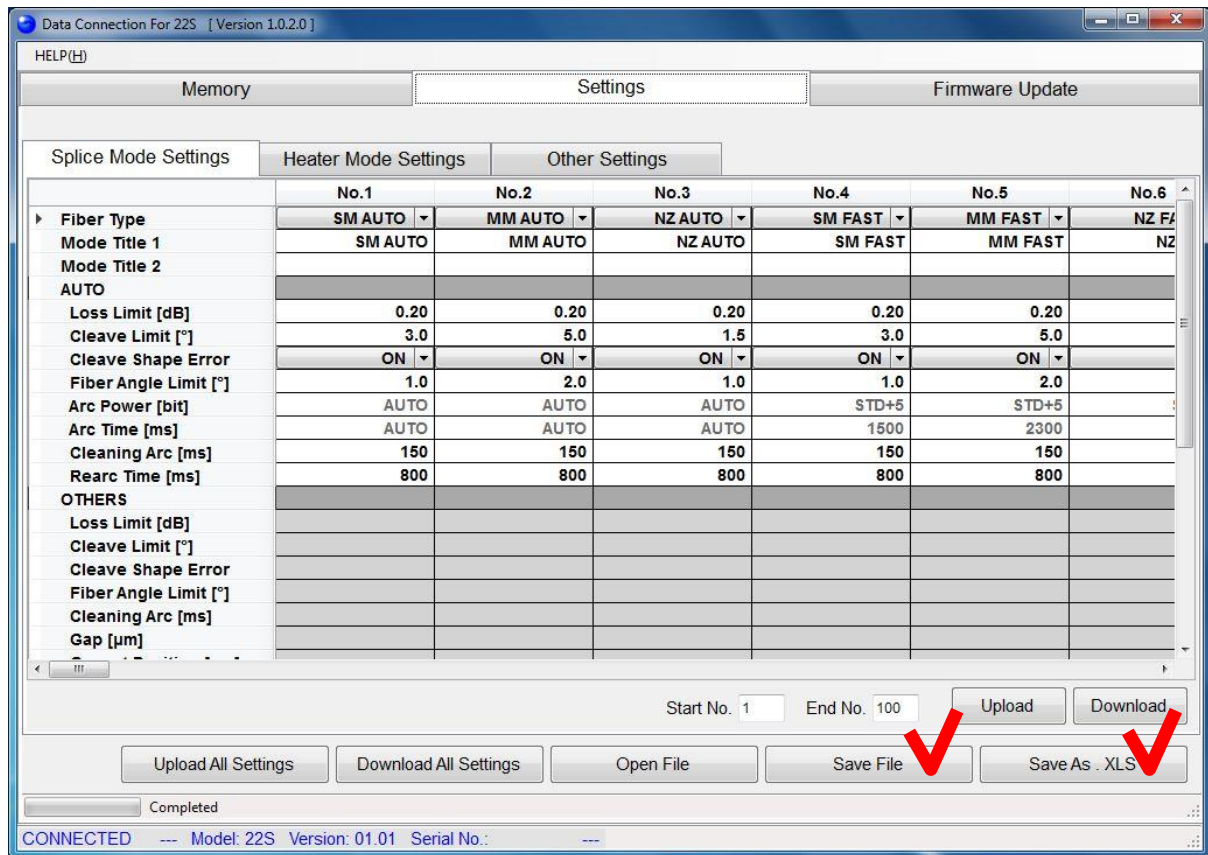 Data Connection For 22S [ Version 1.0.2.0 ]
HELP(H)
Memory Settings Firmware Update
Splice Mode Settings Heater Mode Settings Other Settings
No.1 No.2 No.3 No.4 No.5 No.6
Fiber Type SM AUTO MM AUTO NZ AUTO SM FAST MM FAST NZ FA
Mode Title 1 SM AUTO MM AUTO NZ AUTO SM FAST MM FAST NZ
Mode Title 2
AUTO
Loss Limit [dB] 0.20 0.20 0.20 0.20 0.20
Cleave Limit [°] 3.0 5.0 1.5 3.0 5.0
Cleave Shape Error ON ON ON ON ON
Fiber Angle Limit [°] 1.0 2.0 1.0 1.0 2.0
Arc Power [bit] AUTO AUTO AUTO STD+5 STD+5
Arc Time [ms] AUTO AUTO AUTO 1500 2300
Cleaning Arc [ms] 150 150 150 150 150
Rearc Time [ms] 800 800 800 800 800
OTHERS
Loss Limit [dB]
Cleave Limit [°]
Cleave Shape Error
Fiber Angle Limit [°]
Cleaning Arc [ms]
Gap [µm]
Start No. 1 End No. 100 Upload Download
Upload All Settings Download All Settings Open File Save File Save As . XLS
Completed
CONNECTED --- Model: 22S Version: 01.01 Serial No.: ---